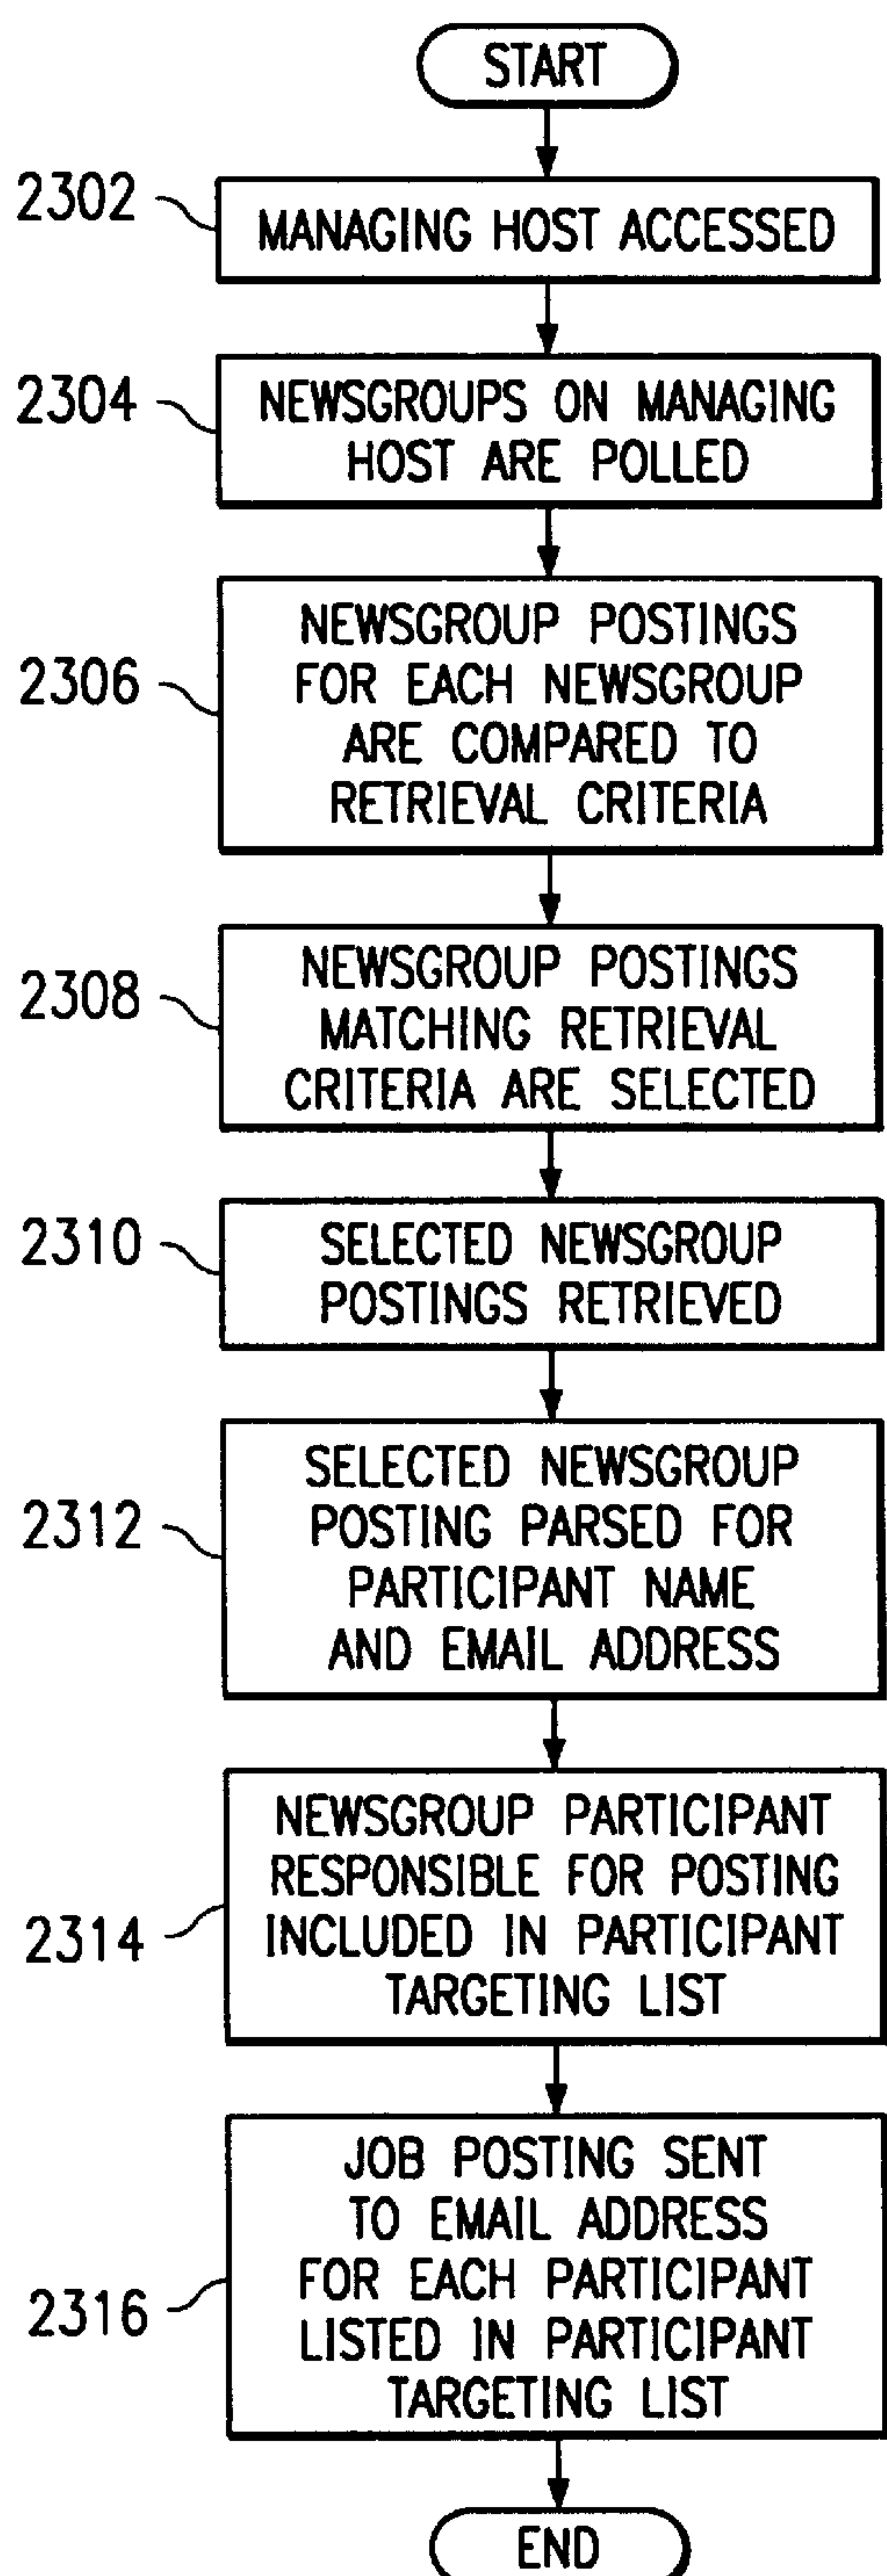 START
2302
MANAGING HOST ACCESSED
2304
NEWSGROUPS ON MANAGING
HOST ARE POLLED
2306
NEWSGROUP POSTINGS
FOR EACH NEWSGROUP
ARE COMPARED TO
RETRIEVAL CRITERIA
2308
NEWSGROUP POSTINGS
MATCHING RETRIEVAL
CRITERIA ARE SELECTED
2310
SELECTED NEWSGROUP
POSTINGS RETRIEVED
2312
SELECTED NEWSGROUP
POSTING PARSED FOR
PARTICIPANT NAME
AND EMAIL ADDRESS
2314
NEWSGROUP PARTICIPANT
RESPONSIBLE FOR POSTING
INCLUDED IN PARTICIPANT
TARGETING LIST
2316
JOB POSTING SENT
TO EMAIL ADDRESS
FOR EACH PARTICIPANT
LISTED IN PARTICIPANT
TARGETING LIST
END